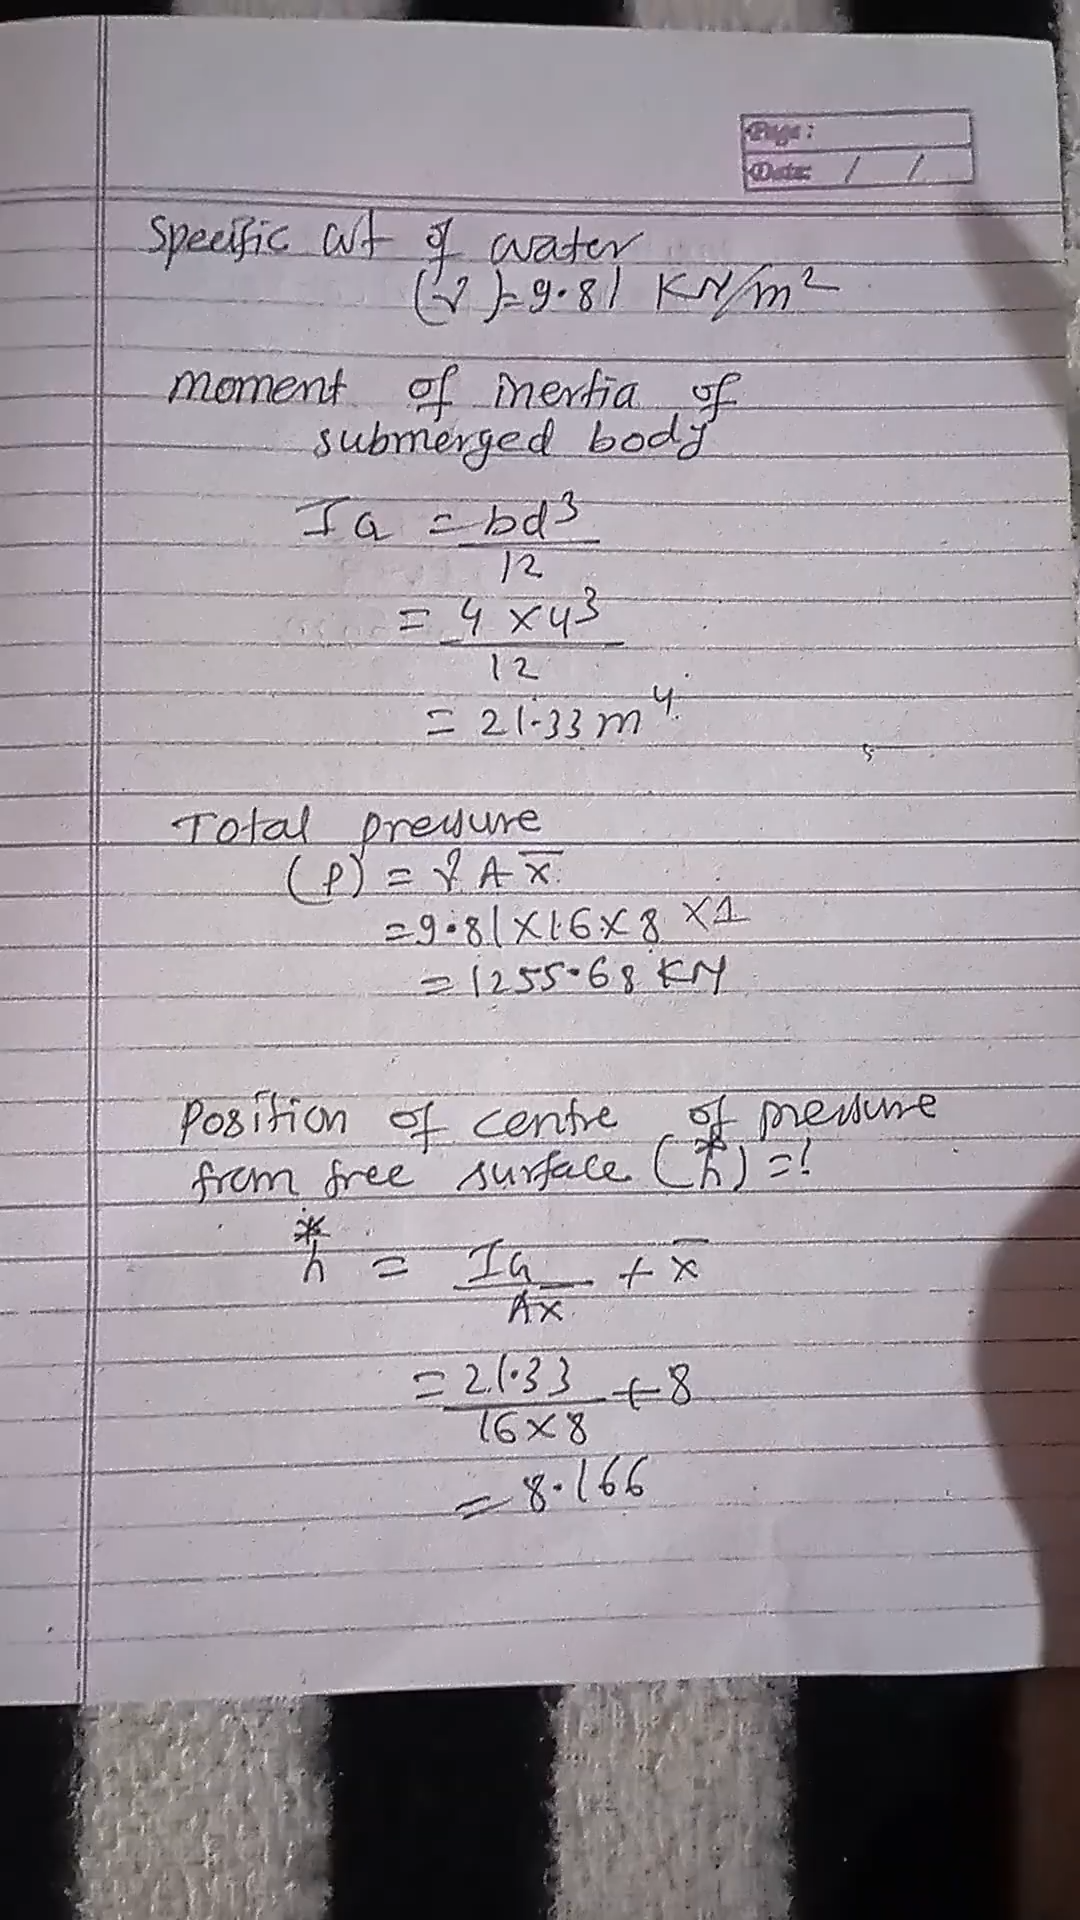 Page:
Date: / /
Specific wt of water
(γ) = 9.81 KN/m²
moment of inertia of
submerged body
IG = bd³
12
= 4 × 4³
12
= 21.33 m⁴
Total pressure
(P) = γ A x̄
= 9.81 × 16 × 8 × 1
= 1255.68 KN
Position of centre of pressure
from free surface (h*) = !
h* = IG + x̄
Ax̄
= 21.33 + 8
16 × 8
= 8.166